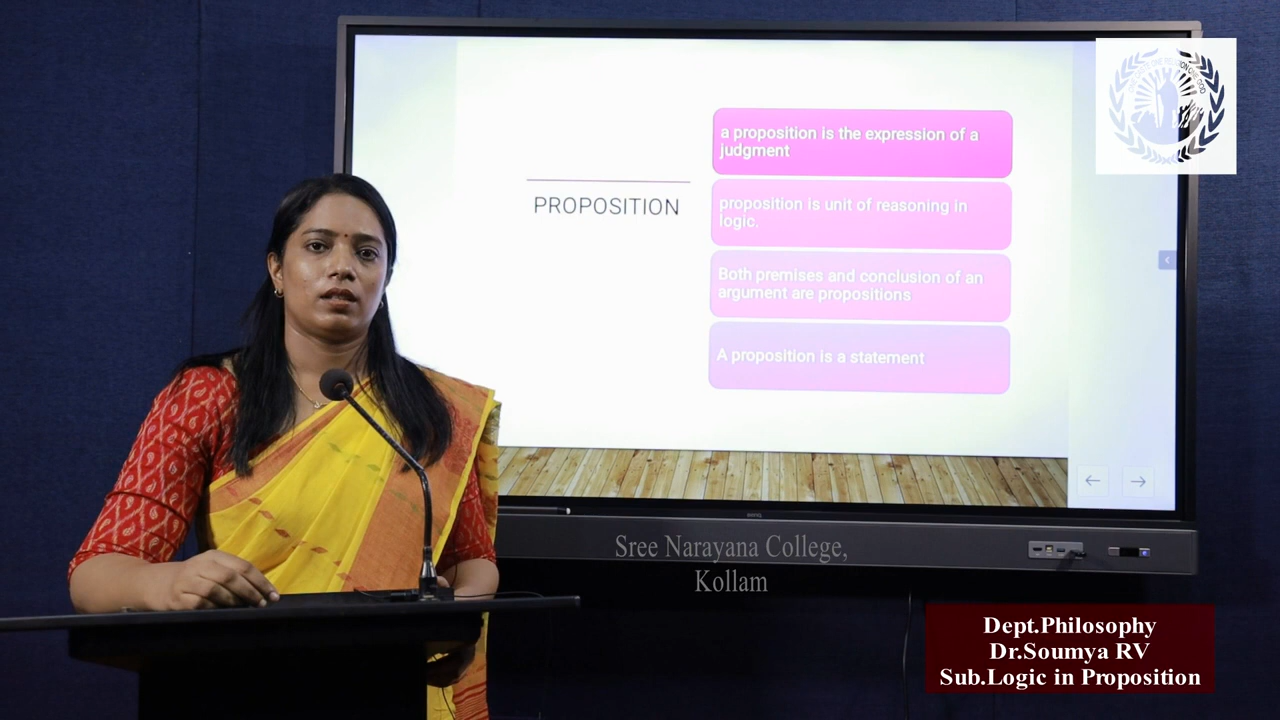 PROPOSITION
a proposition is the expression of a
judgment
proposition is unit of reasoning in
logic.
Both premises and conclusion of an
argument are propositions
A proposition is a statement
Sree Narayana College,
Kollam
Dept.Philosophy
Dr.Soumya RV
Sub.Logic in Proposition